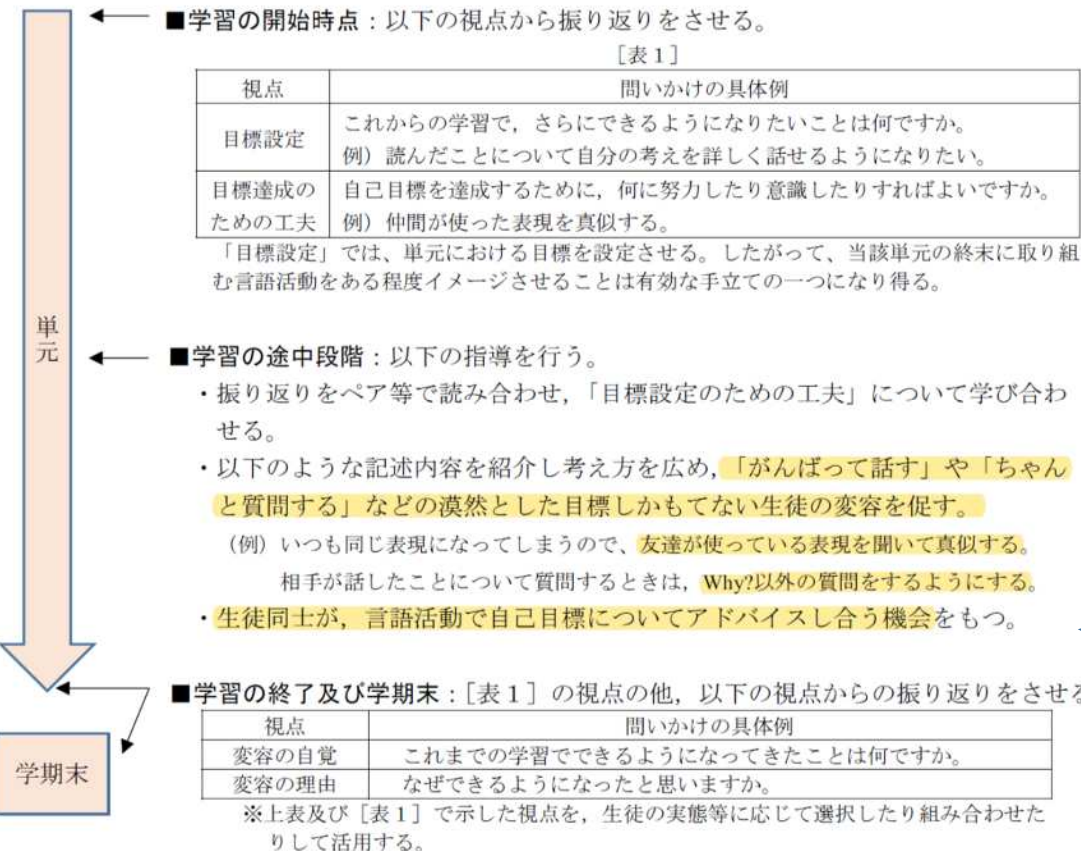 ■学習の開始時点：以下の視点から振り返りをさせる。
［表１］
視点 問いかけの具体例
目標設定 これからの学習で，さらにできるようになりたいことは何ですか。
例）読んだことについて自分の考えを詳しく話せるようになりたい。
目標達成の 自己目標を達成するために，何に努力したり意識したりすればよいですか。
ための工夫 例）仲間が使った表現を真似する。
「目標設定」では、単元における目標を設定させる。したがって、当該単元の終末に取り組
む言語活動をある程度イメージさせることは有効な手立ての一つになり得る。
単元
■学習の途中段階：以下の指導を行う。
・振り返りをペア等で読み合わせ，「目標設定のための工夫」について学び合わ
せる。
・以下のような記述内容を紹介し考え方を広め，「がんばって話す」や「ちゃん
と質問する」などの漠然とした目標しかもてない生徒の変容を促す。
（例）いつも同じ表現になってしまうので、友達が使っている表現を聞いて真似する。
相手が話したことについて質問するときは，Why?以外の質問をするようにする。
・生徒同士が，言語活動で自己目標についてアドバイスし合う機会をもつ。
■学習の終了及び学期末：［表１］の視点の他，以下の視点からの振り返りをさせる
視点 問いかけの具体例
変容の自覚 これまでの学習でできるようになってきたことは何ですか。
変容の理由 なぜできるようになったと思いますか。
学期末
※上表及び［表１］で示した視点を，生徒の実態等に応じて選択したり組み合わせた
りして活用する。